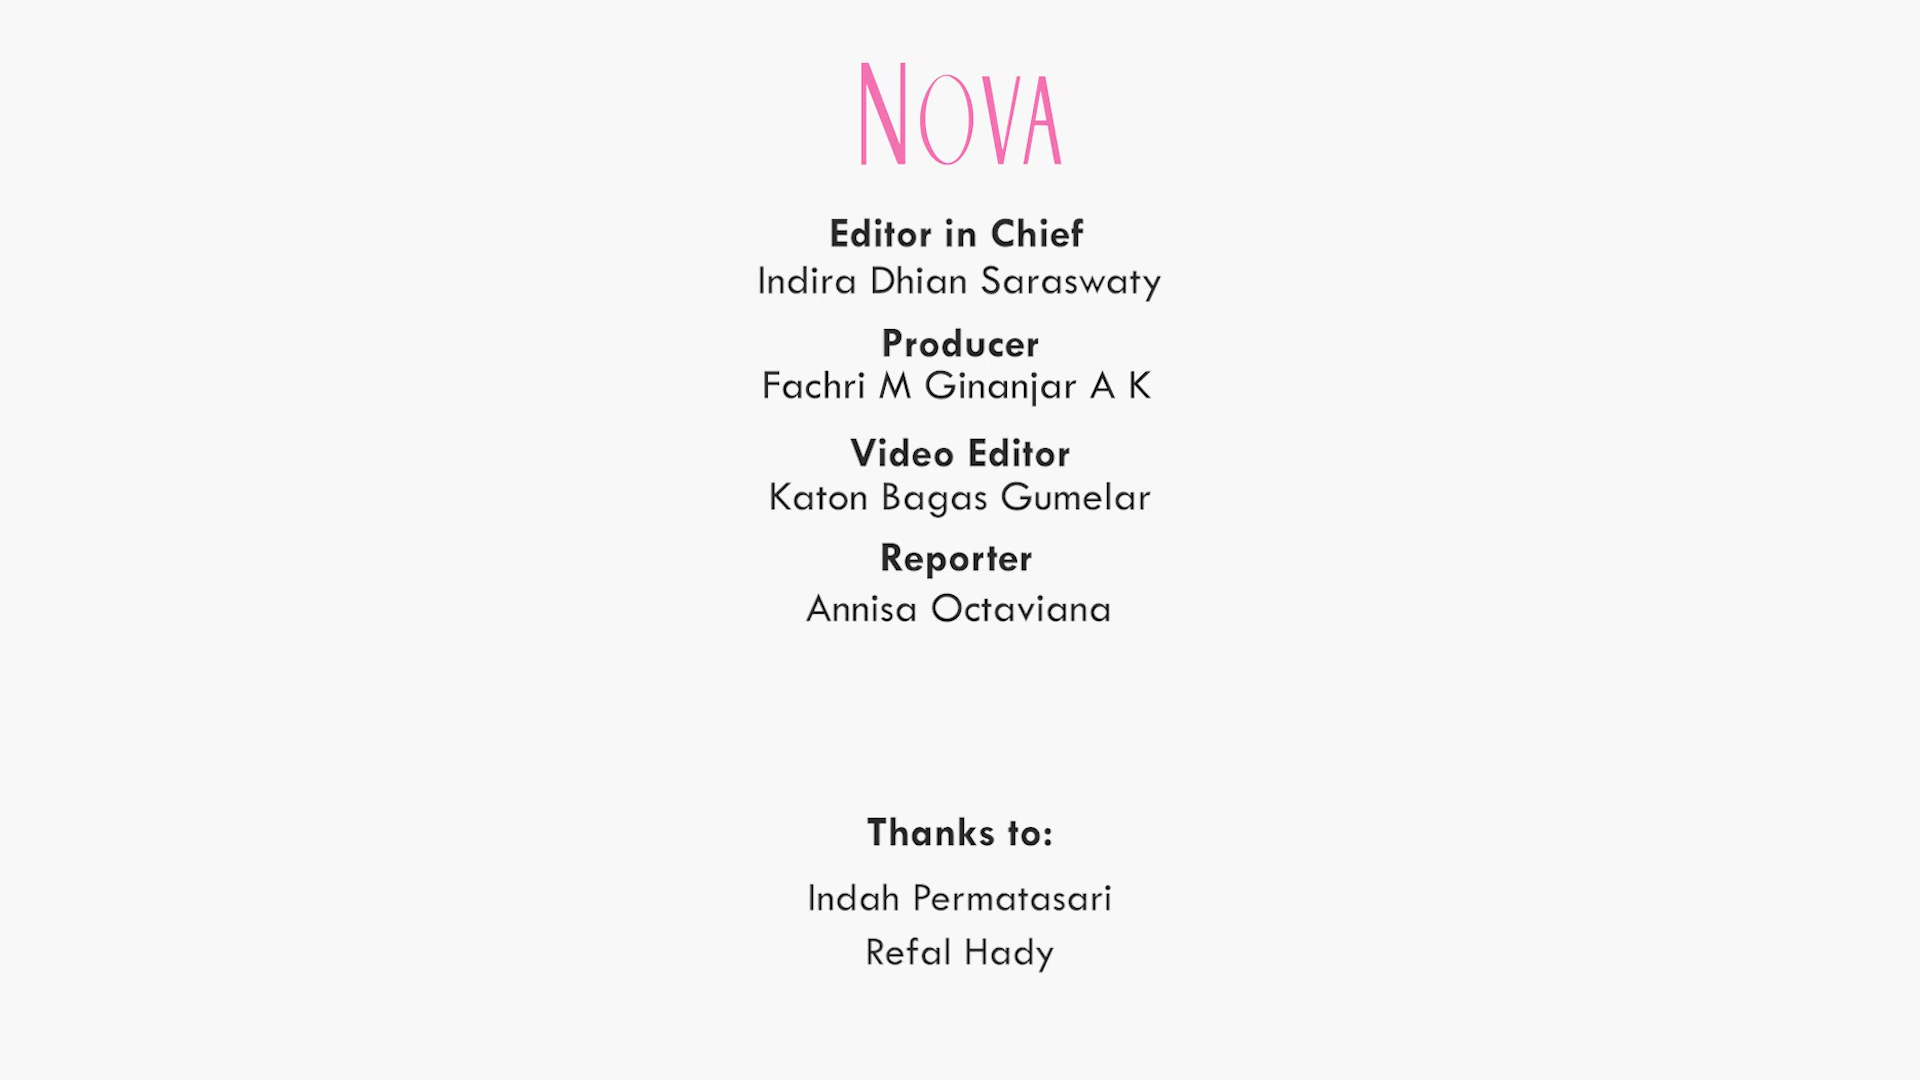 NOVA
Editor in Chief
Indira Dhian Saraswaty
Producer
Fachri M Ginanjar A K
Video Editor
Katon Bagas Gumelar
Reporter
Annisa Octaviana
Thanks to:
Indah Permatasari
Refal Hady